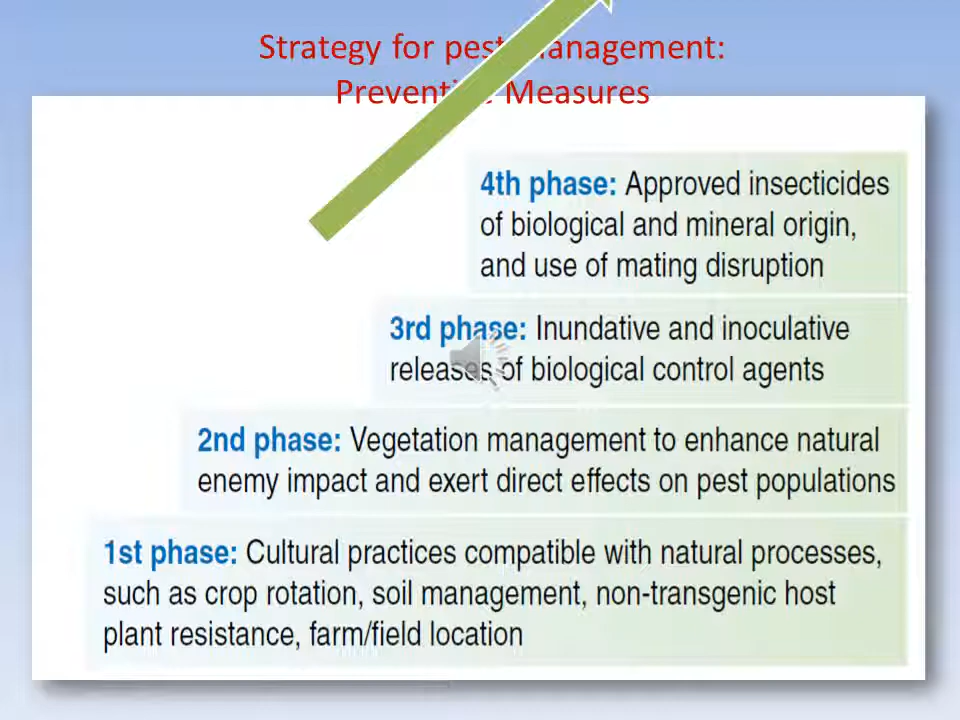 Strategy for pest management:
Preventive Measures
4th phase: Approved insecticides
of biological and mineral origin,
and use of mating disruption
3rd phase: Inundative and inoculative
releases of biological control agents
2nd phase: Vegetation management to enhance natural
enemy impact and exert direct effects on pest populations
1st phase: Cultural practices compatible with natural processes,
such as crop rotation, soil management, non-transgenic host
plant resistance, farm/field location